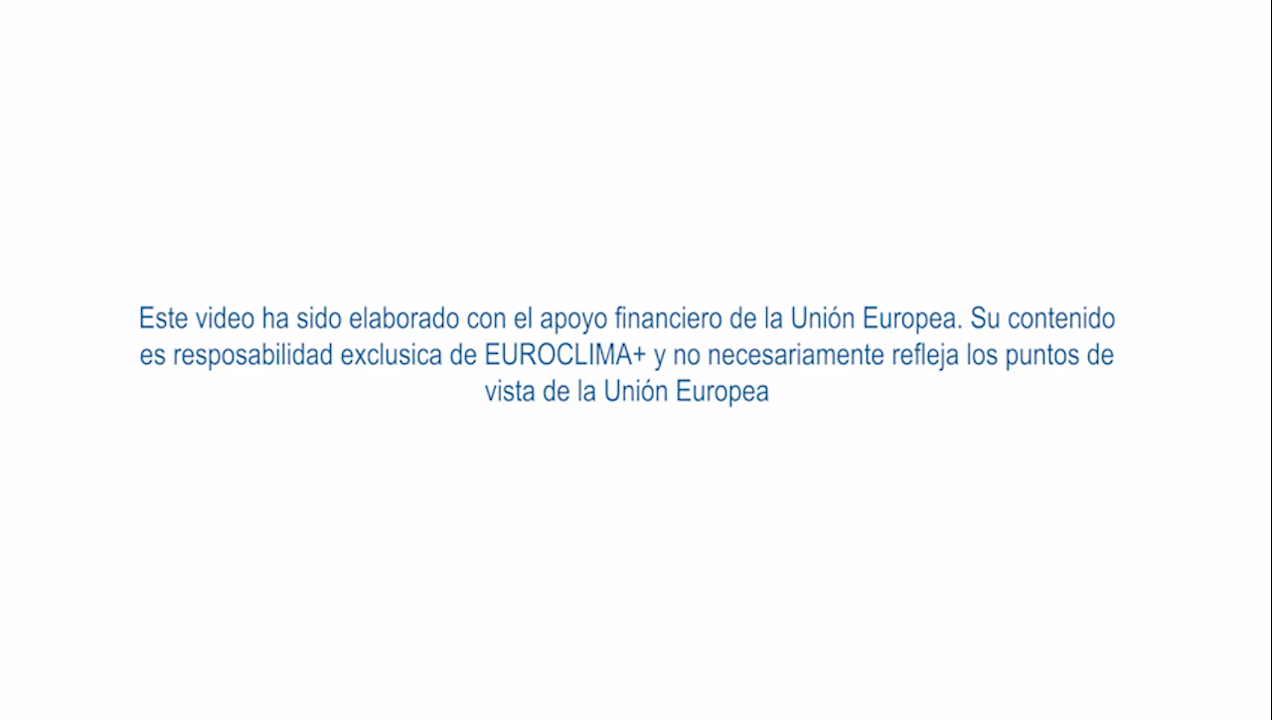 Este video ha sido elaborado con el apoyo financiero de la Unión Europea. Su contenido
es resposabilidad exclusica de EUROCLIMA+ y no necesariamente refleja los puntos de
vista de la Unión Europea